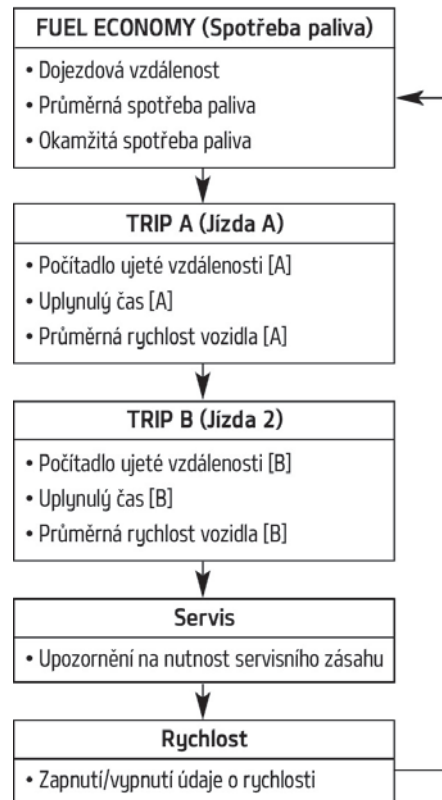 FUEL ECONOMY (Spotřeba paliva)
• Dojezdová vzdálenost
• Průměrná spotřeba paliva
• Okamžitá spotřeba paliva
TRIP A (Jízda A)
• Počítadlo ujeté vzdálenosti [A]
• Uplynulý čas [A]
• Průměrná rychlost vozidla [A]
TRIP B (Jízda 2)
• Počítadlo ujeté vzdálenosti [B]
• Uplynulý čas [B]
• Průměrná rychlost vozidla [B]
Servis
• Upozornění na nutnost servisního zásahu
Rychlost
• Zapnutí/vypnutí údaje o rychlosti